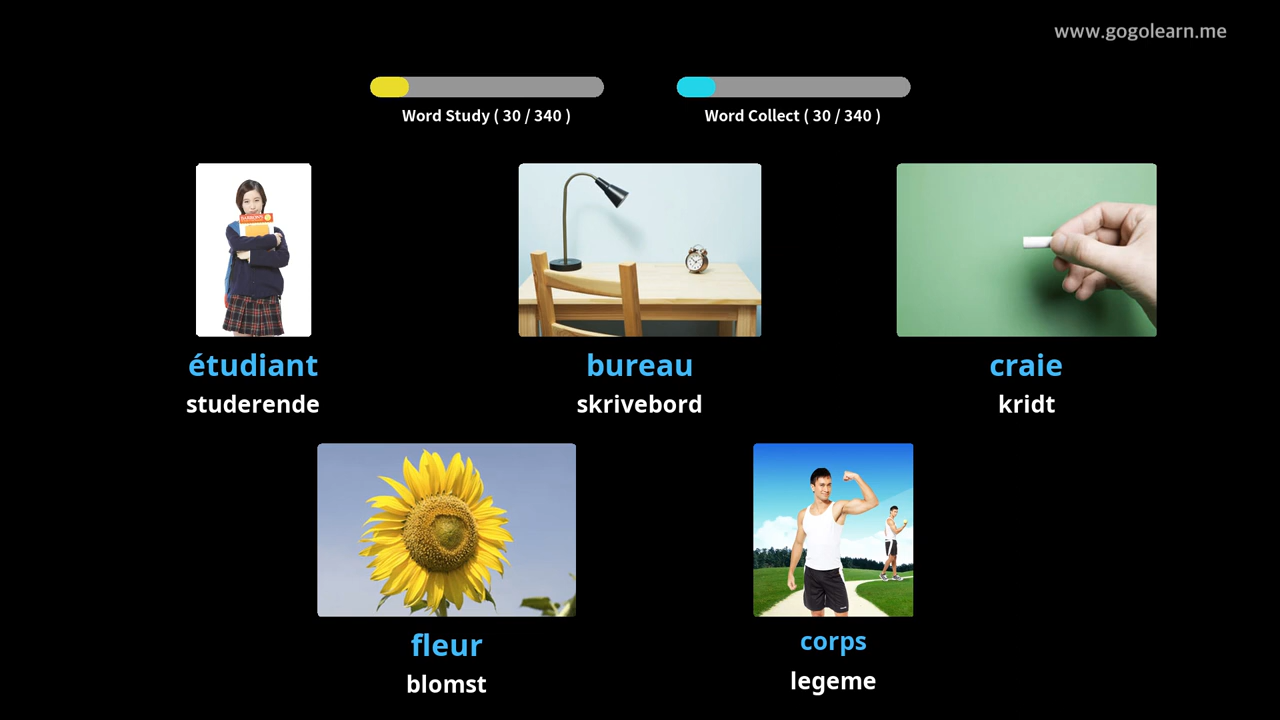 www.gogolearn.me
Word Study ( 30 / 340 )
Word Collect ( 30 / 340 )
BARRON'S
étudiant
studerende
bureau
skrivebord
craie
kridt
fleur
blomst
corps
legeme